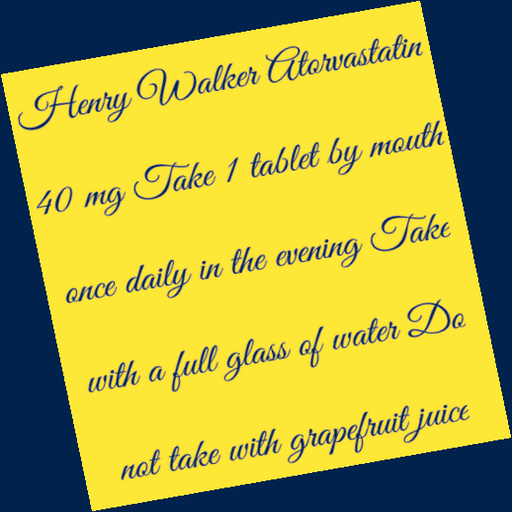 Henry Walker Atorvastatin
40 mg Take 1 tablet by mouth
once daily in the evening Take
with a full glass of water Do
not take with grapefruit juice